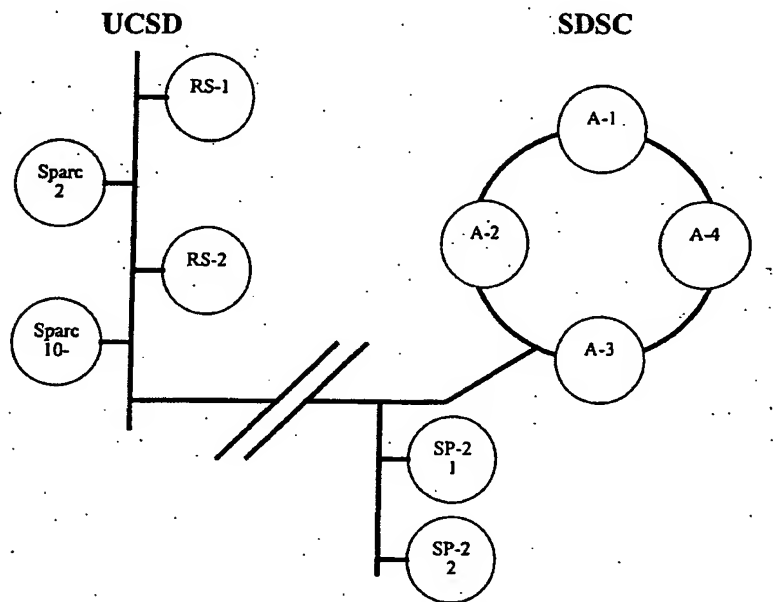 UCSD
SDSC
RS-1
Sparc
2
RS-2
Sparc
10-
A-1
A-2
A-4
A-3
SP-2
1
SP-2
2